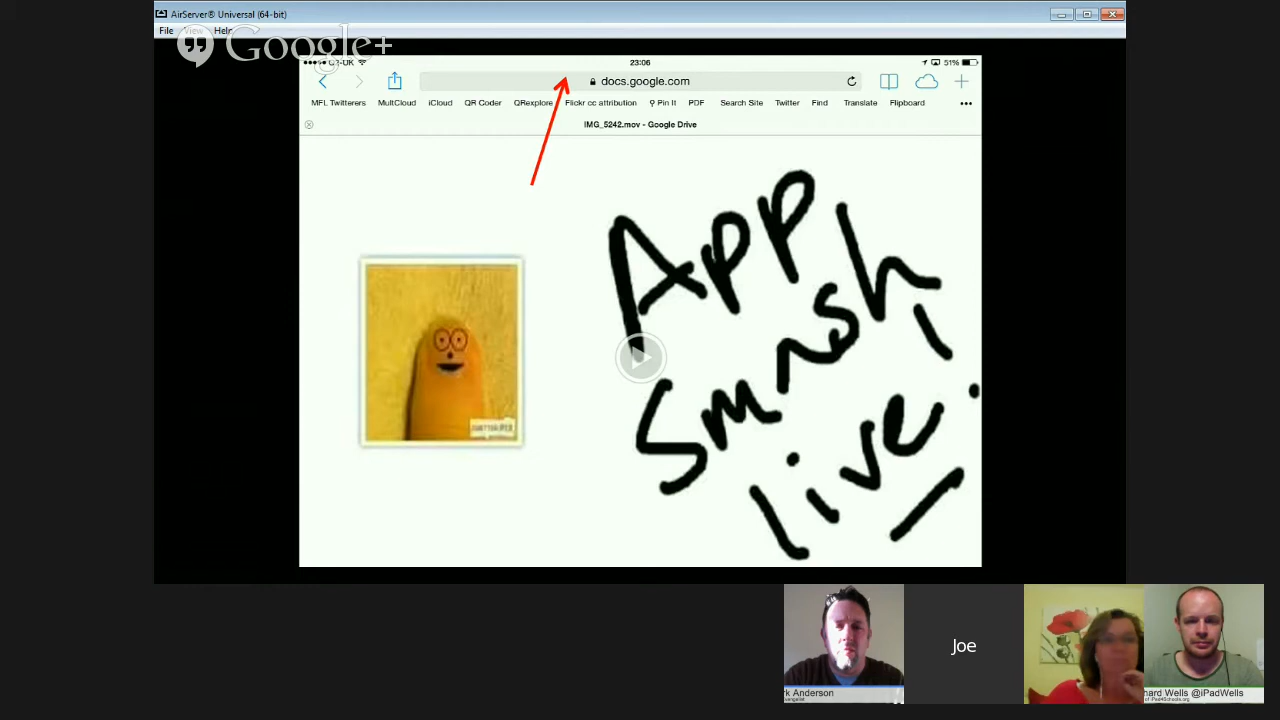 AirServer® Universal (64-bit)
File View Help
Google+
23:06
51%
docs.google.com
MFL Twitterers MultCloud iCloud QR Coder QRexplore Flickr cc attribution Pin It PDF Search Site Twitter Find Translate Flipboard
IMG_5242.mov - Google Drive
App
Smash
live!
Joe
rk Anderson
hard Wells @iPadWells